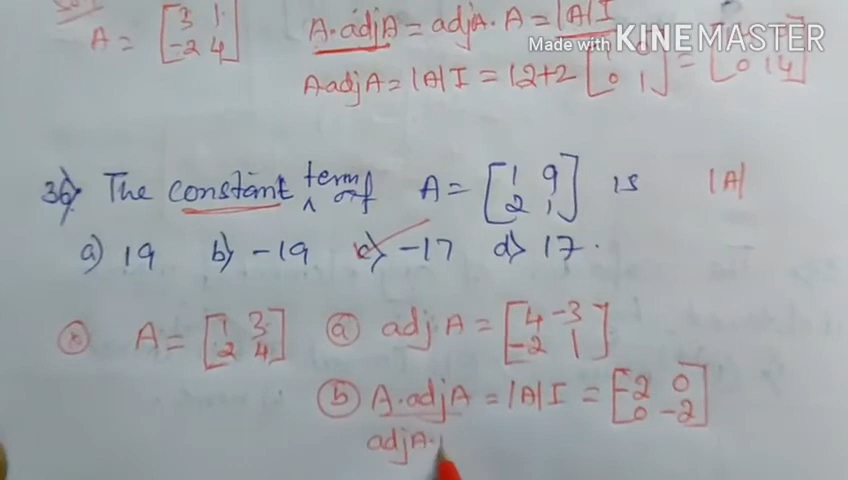 A = [3 1 -2 4] A·adjA = adjA·A = |A|I
Made with KINEMASTER
A·adjA = |A|I = 12+2 [1 0 0 1] = [14 0 0 14]
36) The constant term of A = [1 9 2 1] is |A|
a) 19 b) -19 c) -17 d) 17.
A = [1 3 2 4] (a) adj A = [4 -3 -2 1]
(b) A·adjA = |A|I = [-2 0 0 -2]
adjA·